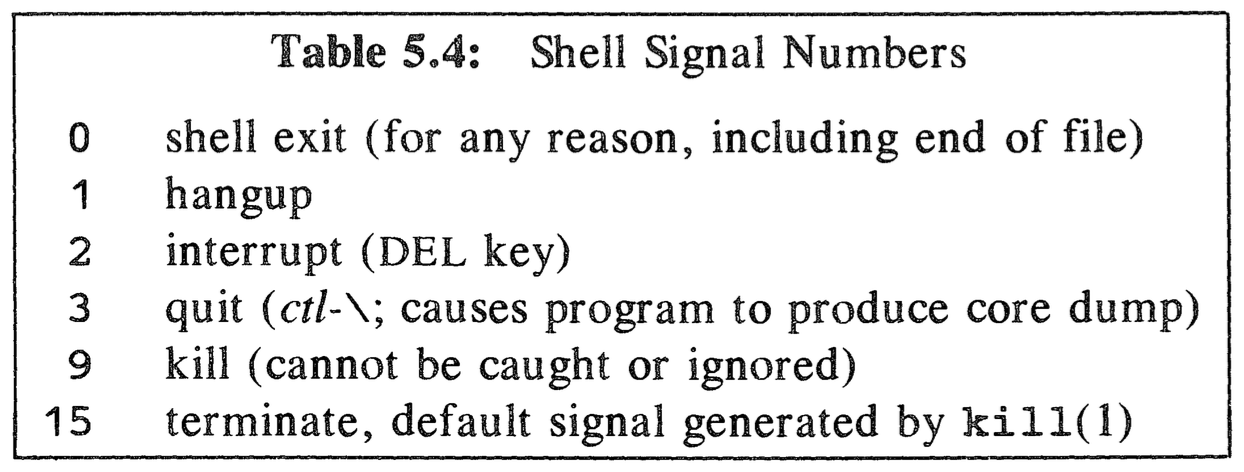 Table 5.4: Shell Signal Numbers
0 shell exit (for any reason, including end of file)
1 hangup
2 interrupt (DEL key)
3 quit (ctl-\; causes program to produce core dump)
9 kill (cannot be caught or ignored)
15 terminate, default signal generated by kill(1)